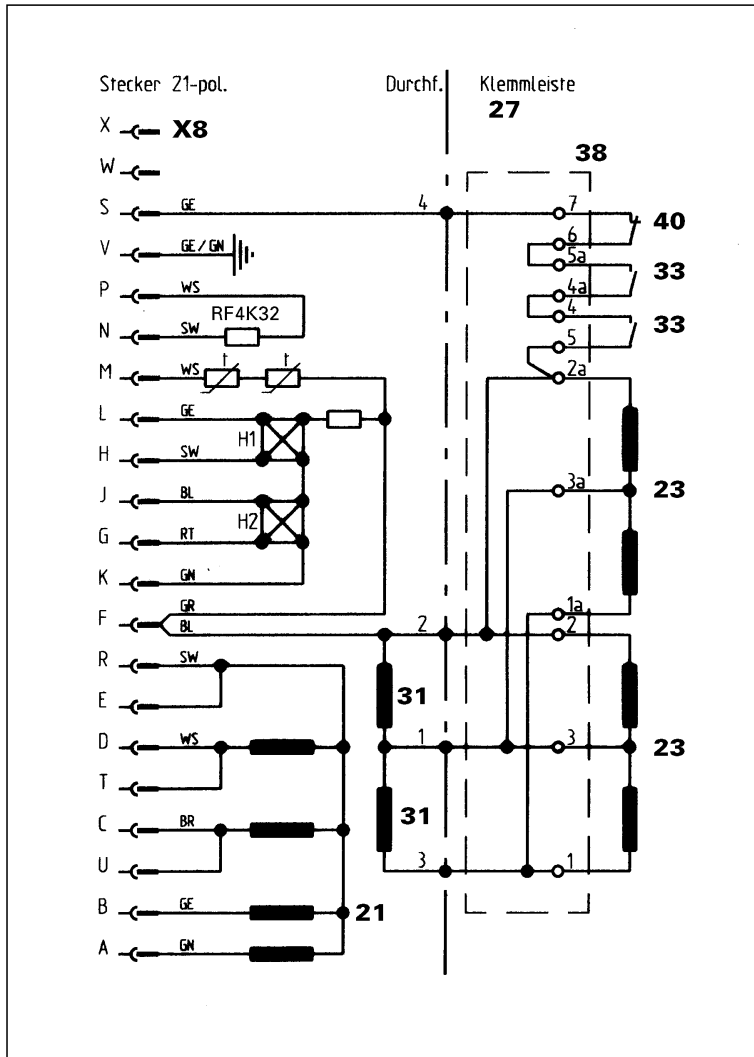 Stecker 21-pol. Durchf. Klemmleiste
27
X X8
38
W
S GE 4 7
40
V GE/GN 6
5a
33
P WS 4a
RF4K32 4
33
N SW 5
M WS t t 2a
L GE
H1
H SW
J BL 3a 23
H2
G RT
K GN
GR 1a
F
BL 2 2
R SW
31
E
D WS 1 3 23
T
31
C BR
U 3 1
B GE 21
A GN